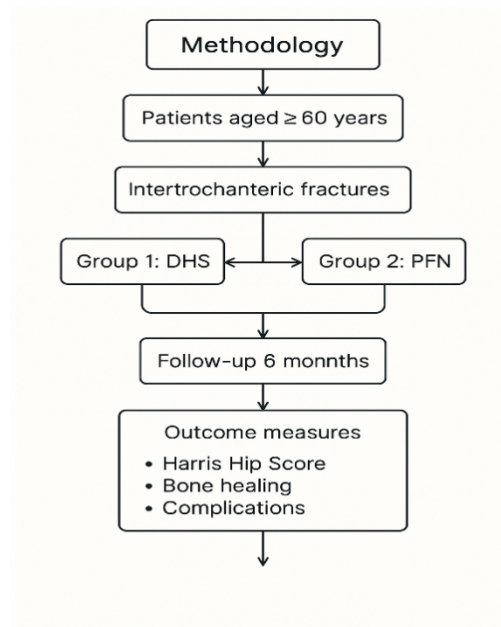 Methodology
Patients aged ≥ 60 years
Intertrochanteric fractures
Group 1: DHS
Group 2: PFN
Follow-up 6 monnths
Outcome measures
• Harris Hip Score
• Bone healing
• Complications